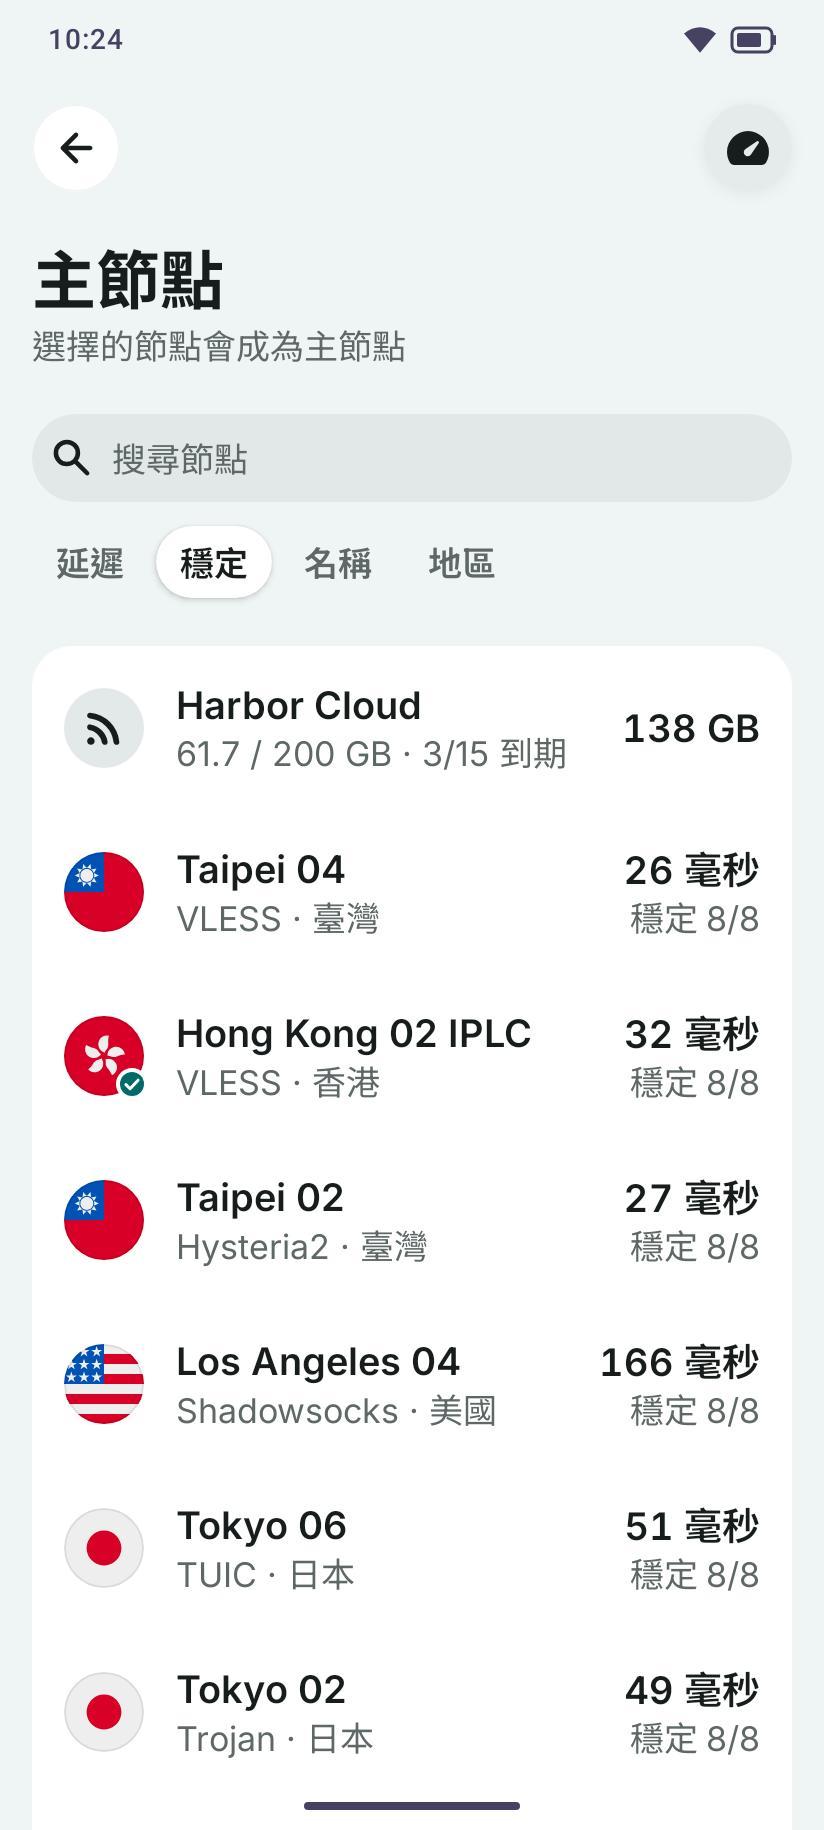 10:24
主節點
選擇的節點會成為主節點
搜尋節點
延遲 穩定 名稱 地區
Harbor Cloud
61.7 / 200 GB · 3/15 到期
138 GB
Taipei 04
VLESS · 臺灣
26 毫秒
穩定 8/8
Hong Kong 02 IPLC
VLESS · 香港
32 毫秒
穩定 8/8
Taipei 02
Hysteria2 · 臺灣
27 毫秒
穩定 8/8
Los Angeles 04
Shadowsocks · 美國
166 毫秒
穩定 8/8
Tokyo 06
TUIC · 日本
51 毫秒
穩定 8/8
Tokyo 02
Trojan · 日本
49 毫秒
穩定 8/8